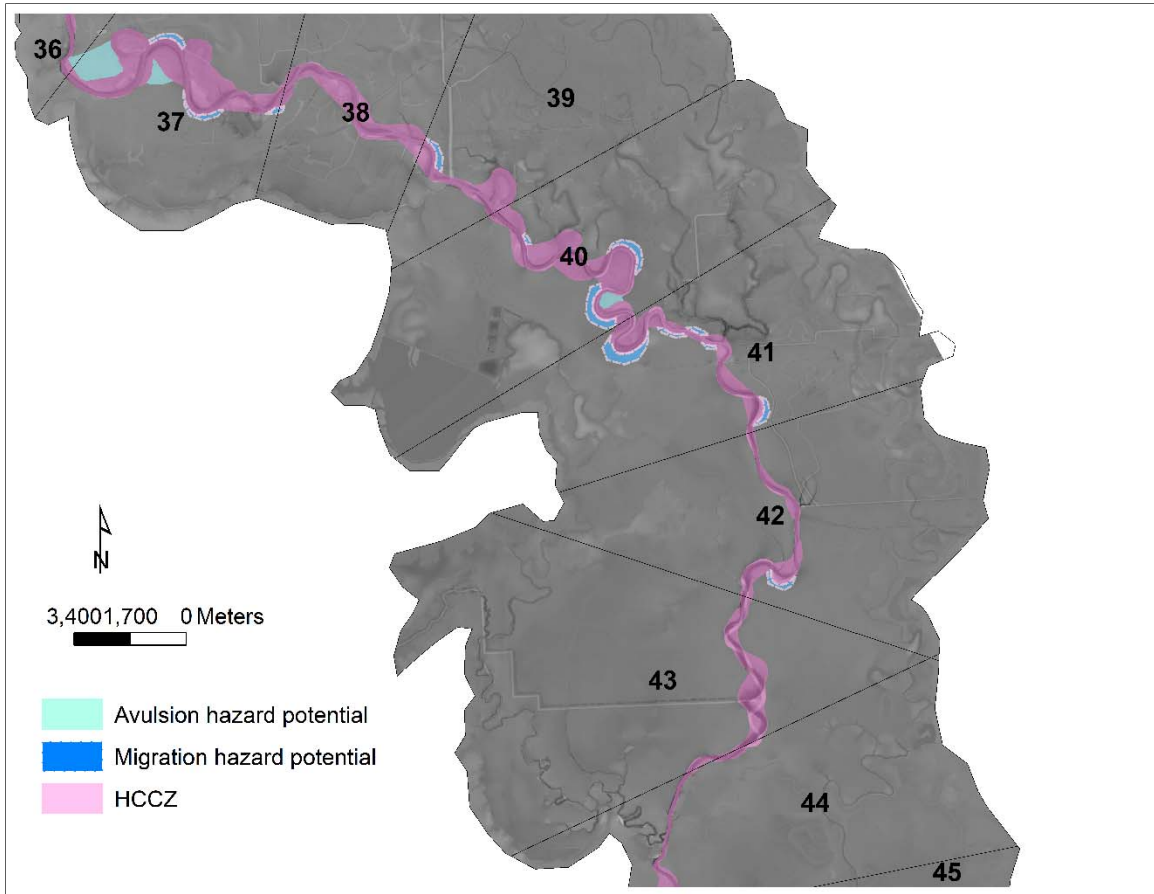 36
37
38
39
40
41
42
N
3,4001,700 0 Meters
43
Avulsion hazard potential
Migration hazard potential
HCCZ
44
45